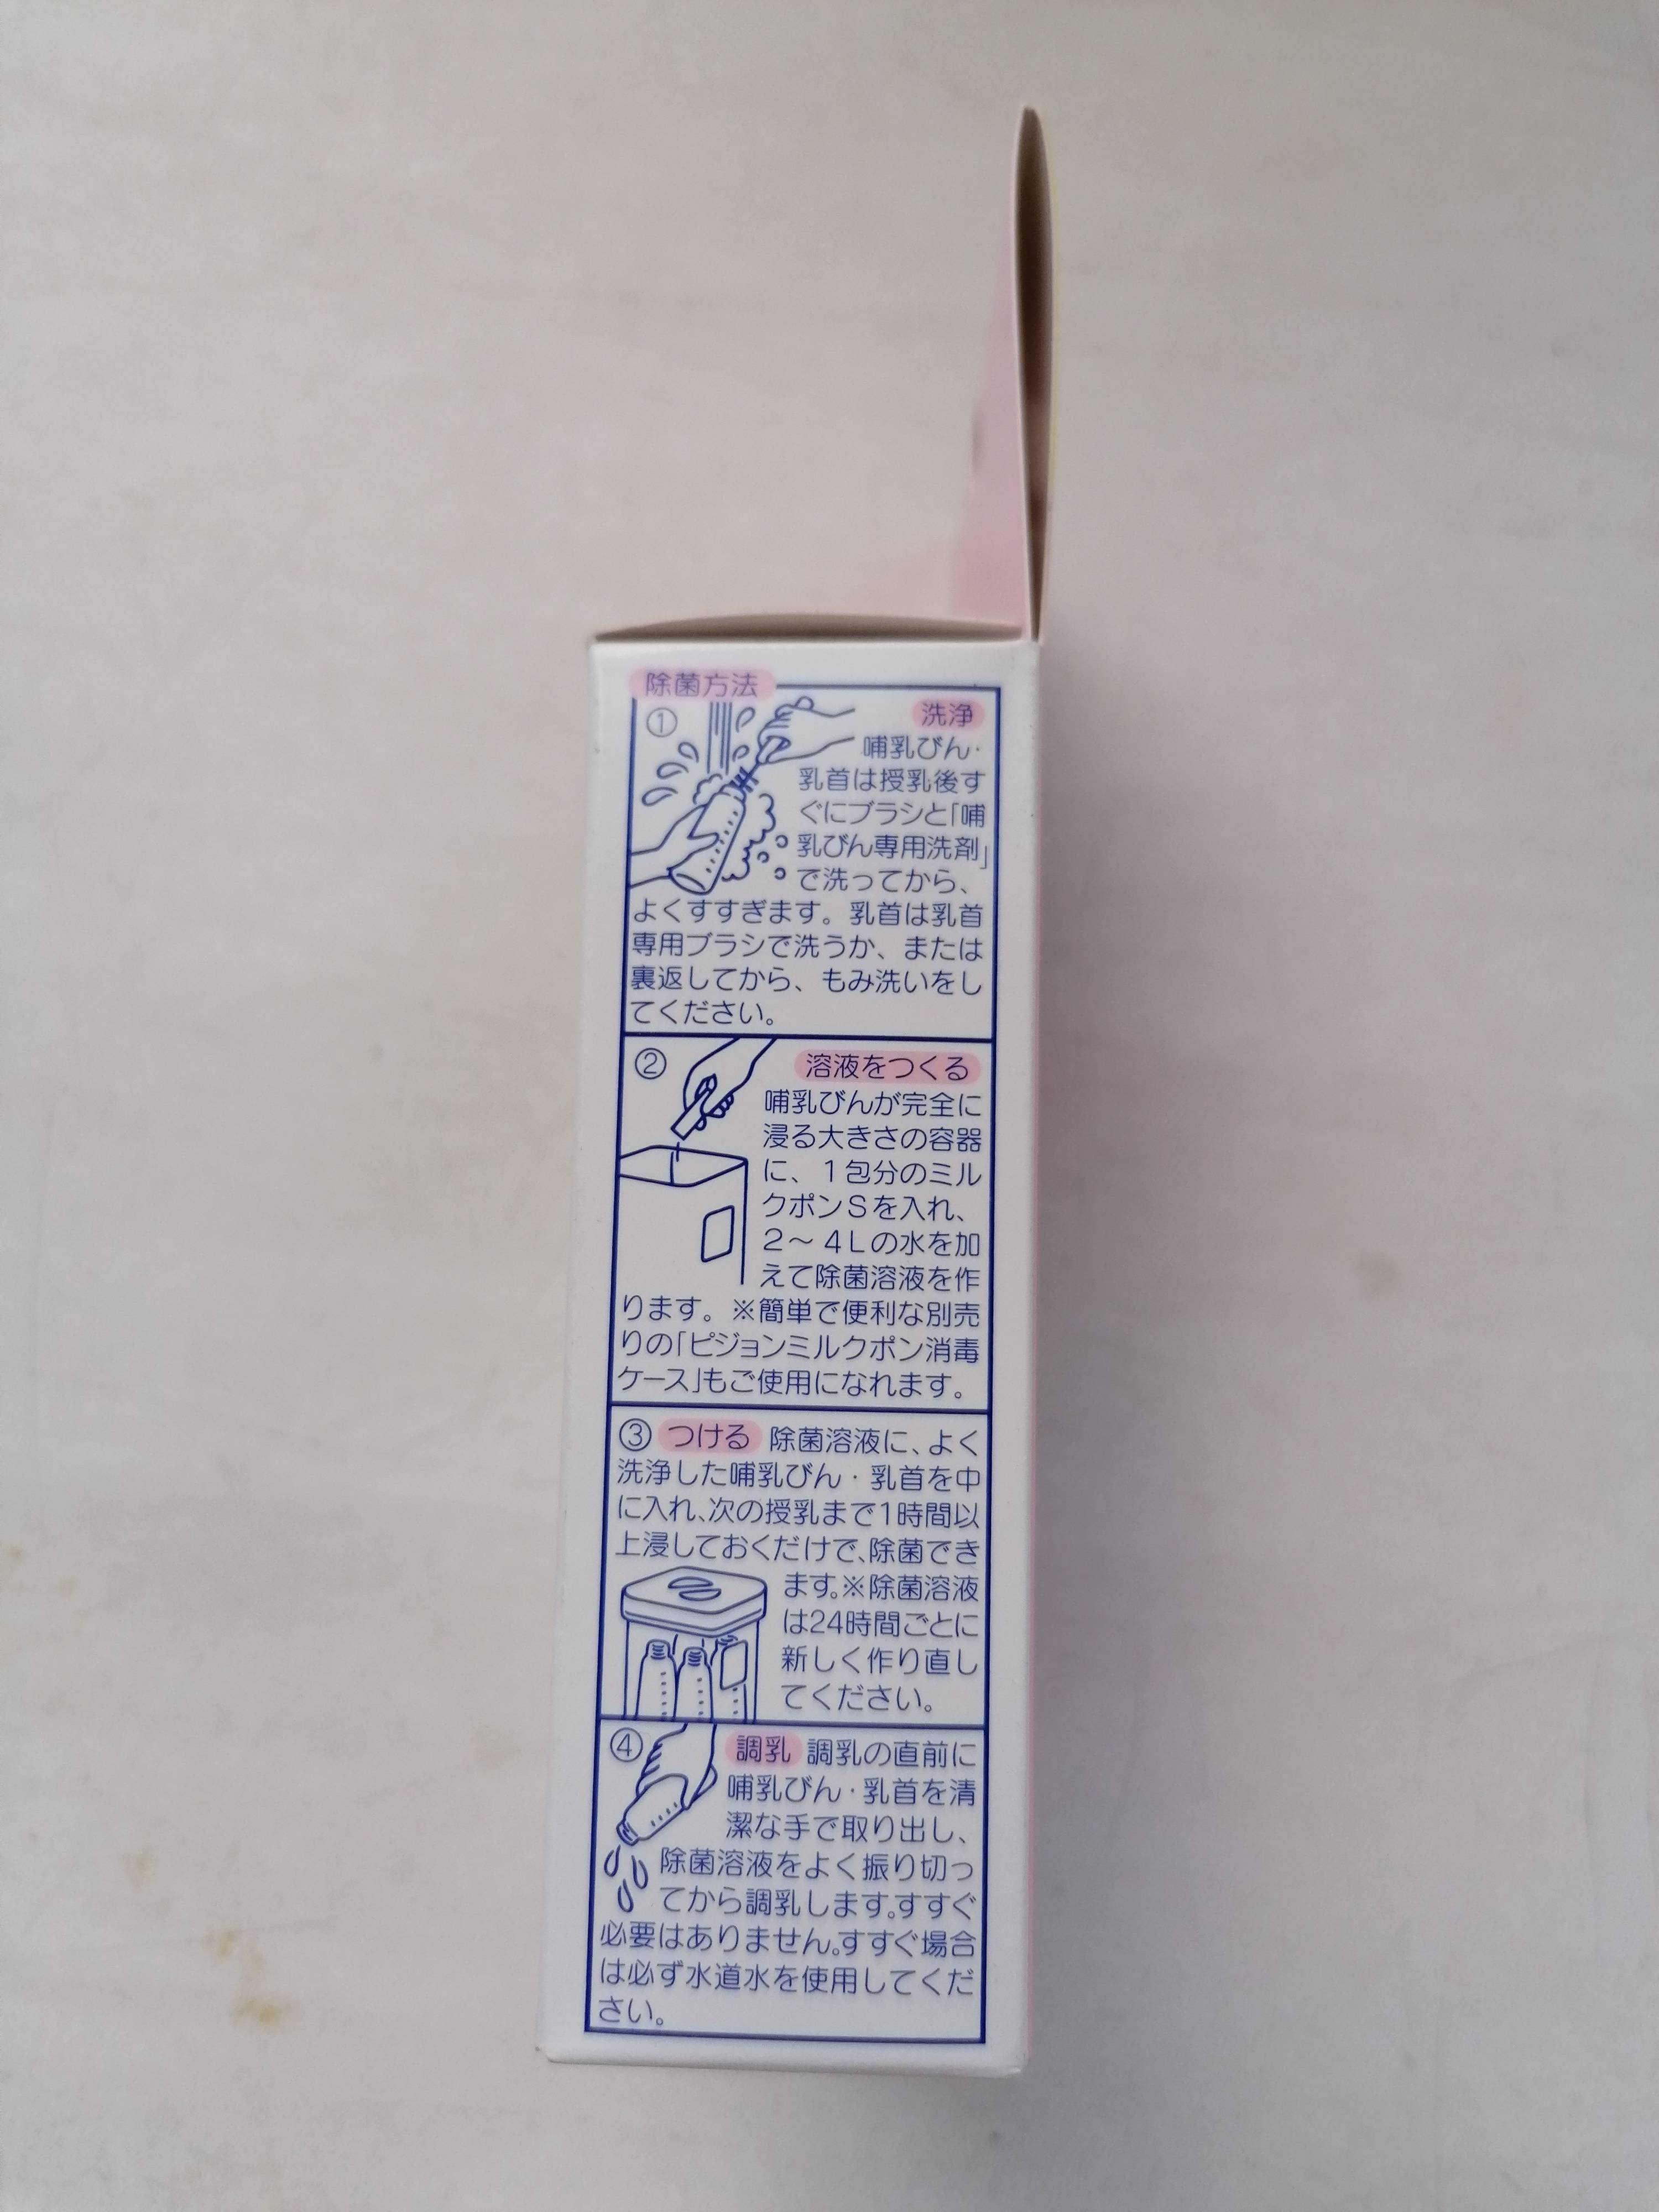 除菌方法
① 洗浄
哺乳びん・
乳首は授乳後す
ぐにブラシと「哺
乳びん専用洗剤」
で洗ってから、
よくすすぎます。乳首は乳首
専用ブラシで洗うか、または
裏返してから、もみ洗いをし
てください。
② 溶液をつくる
哺乳びんが完全に
浸る大きさの容器
に、1包分のミル
クポンSを入れ、
2～4Lの水を加
えて除菌溶液を作
ります。※簡単で便利な別売
りの「ピジョンミルクポン消毒
ケース」もご使用になれます。
③ つける 除菌溶液に、よく
洗浄した哺乳びん・乳首を中
に入れ、次の授乳まで1時間以
上浸しておくだけで、除菌でき
ます。※除菌溶液
は24時間ごとに
新しく作り直し
てください。
④ 調乳 調乳の直前に
哺乳びん・乳首を清
潔な手で取り出し、
除菌溶液をよく振り切っ
てから調乳します。すすぐ
必要はありません。すすぐ場合
は必ず水道水を使用してくだ
さい。